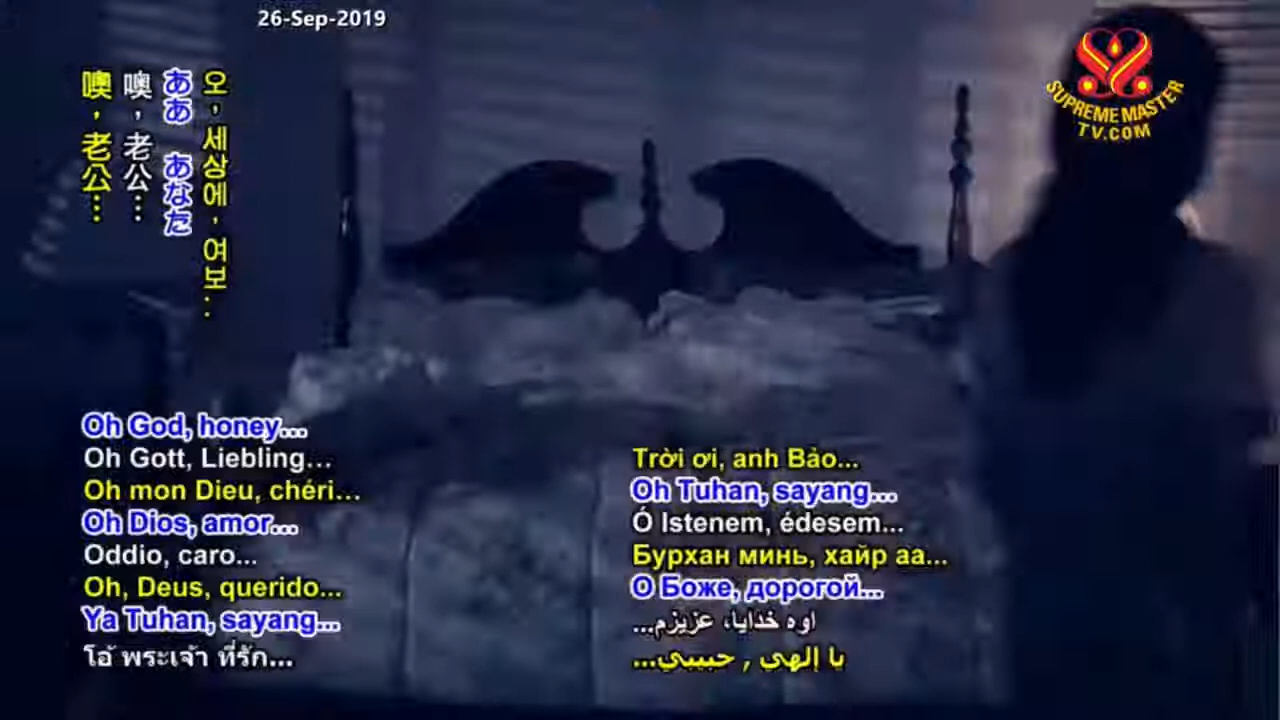 26-Sep-2019
SUPREME MASTER
TV.COM
오，세상에，여보..
ああ　あなた
噢，老公…
噢，老公…
Oh God, honey...
Oh Gott, Liebling...
Oh mon Dieu, chéri...
Oh Dios, amor...
Oddio, caro...
Oh, Deus, querido...
Ya Tuhan, sayang...
โอ้ พระเจ้า ที่รัก...
Trời ơi, anh Bảo...
Oh Tuhan, sayang...
Ó Istenem, édesem...
Бурхан минь, хайр аа...
О Боже, дорогой...
اوه خدایا، عزیزم...
يا إلهي , حبيبي...